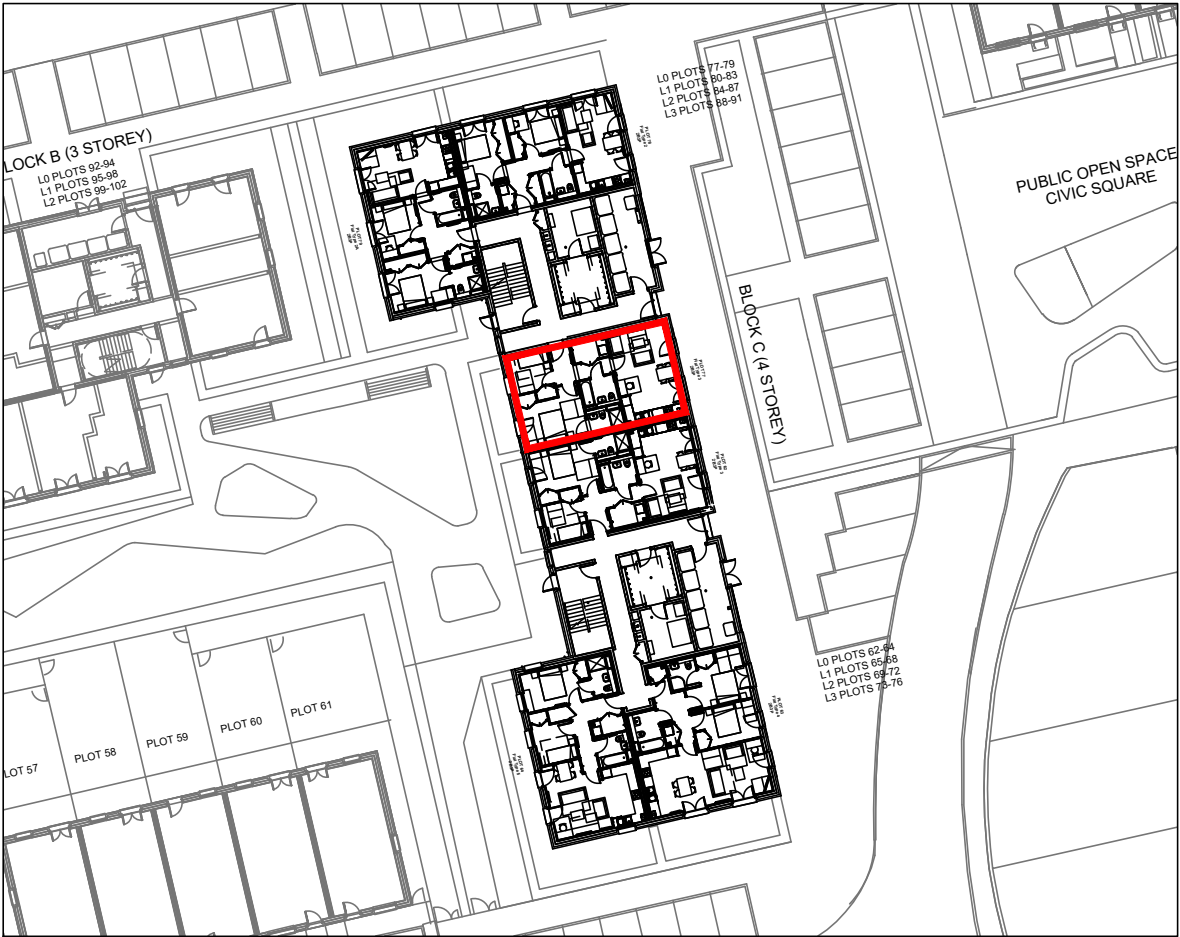 L0 PLOTS 77-79
L1 PLOTS 80-83
L2 PLOTS 84-87
L3 PLOTS 88-91
LOCK B (3 STOREY)
L0 PLOTS 92-94
L1 PLOTS 95-98
L2 PLOTS 99-102
PUBLIC OPEN SPACE
CIVIC SQUARE
BLOCK C (4 STOREY)
L0 PLOTS 62-64
L1 PLOTS 65-68
L2 PLOTS 69-72
L3 PLOTS 73-76
LOT 57
PLOT 58
PLOT 59
PLOT 60
PLOT 61